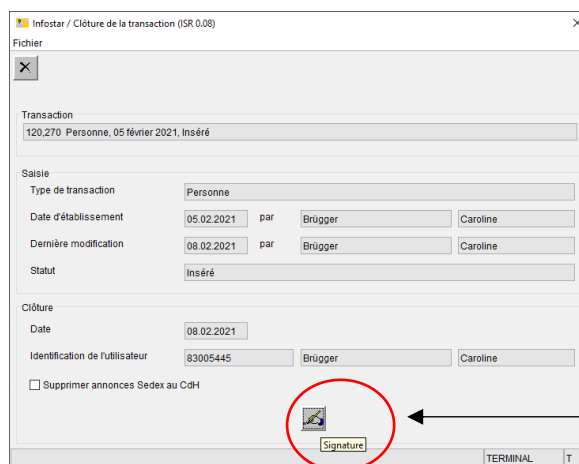 Infostar / Clôture de la transaction (ISR 0.08)
Fichier
Transaction
120,270 Personne, 05 février 2021, Inséré
Saisie
Type de transaction Personne
Date d'établissement 05.02.2021 par Brügger Caroline
Dernière modification 08.02.2021 par Brügger Caroline
Statut Inséré
Clôture
Date 08.02.2021
Identification de l'utilisateur 83005445 Brügger Caroline
Supprimer annonces Sedex au CdH
Signature
TERMINAL T